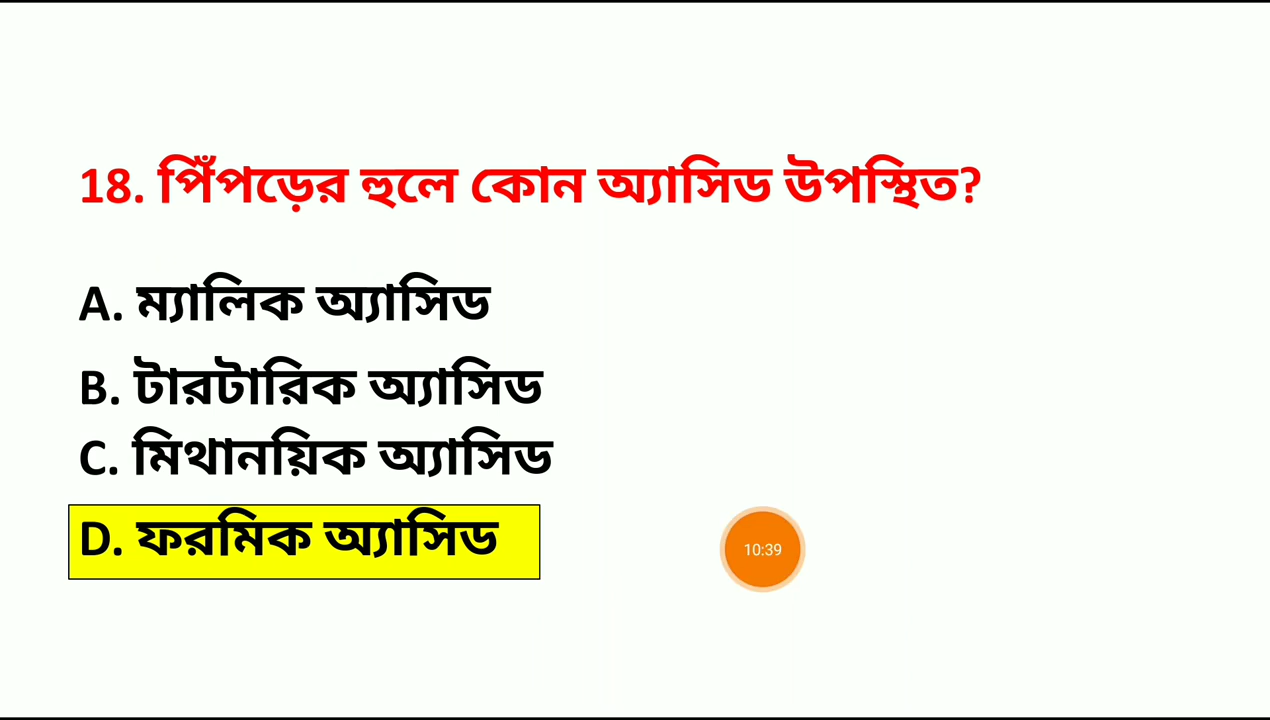 18. পিঁপড়ের হুলে কোন অ্যাসিড উপস্থিত?
A. ম্যালিক অ্যাসিড
B. টারটারিক অ্যাসিড
C. মিথানয়িক অ্যাসিড
D. ফরমিক অ্যাসিড
10:39